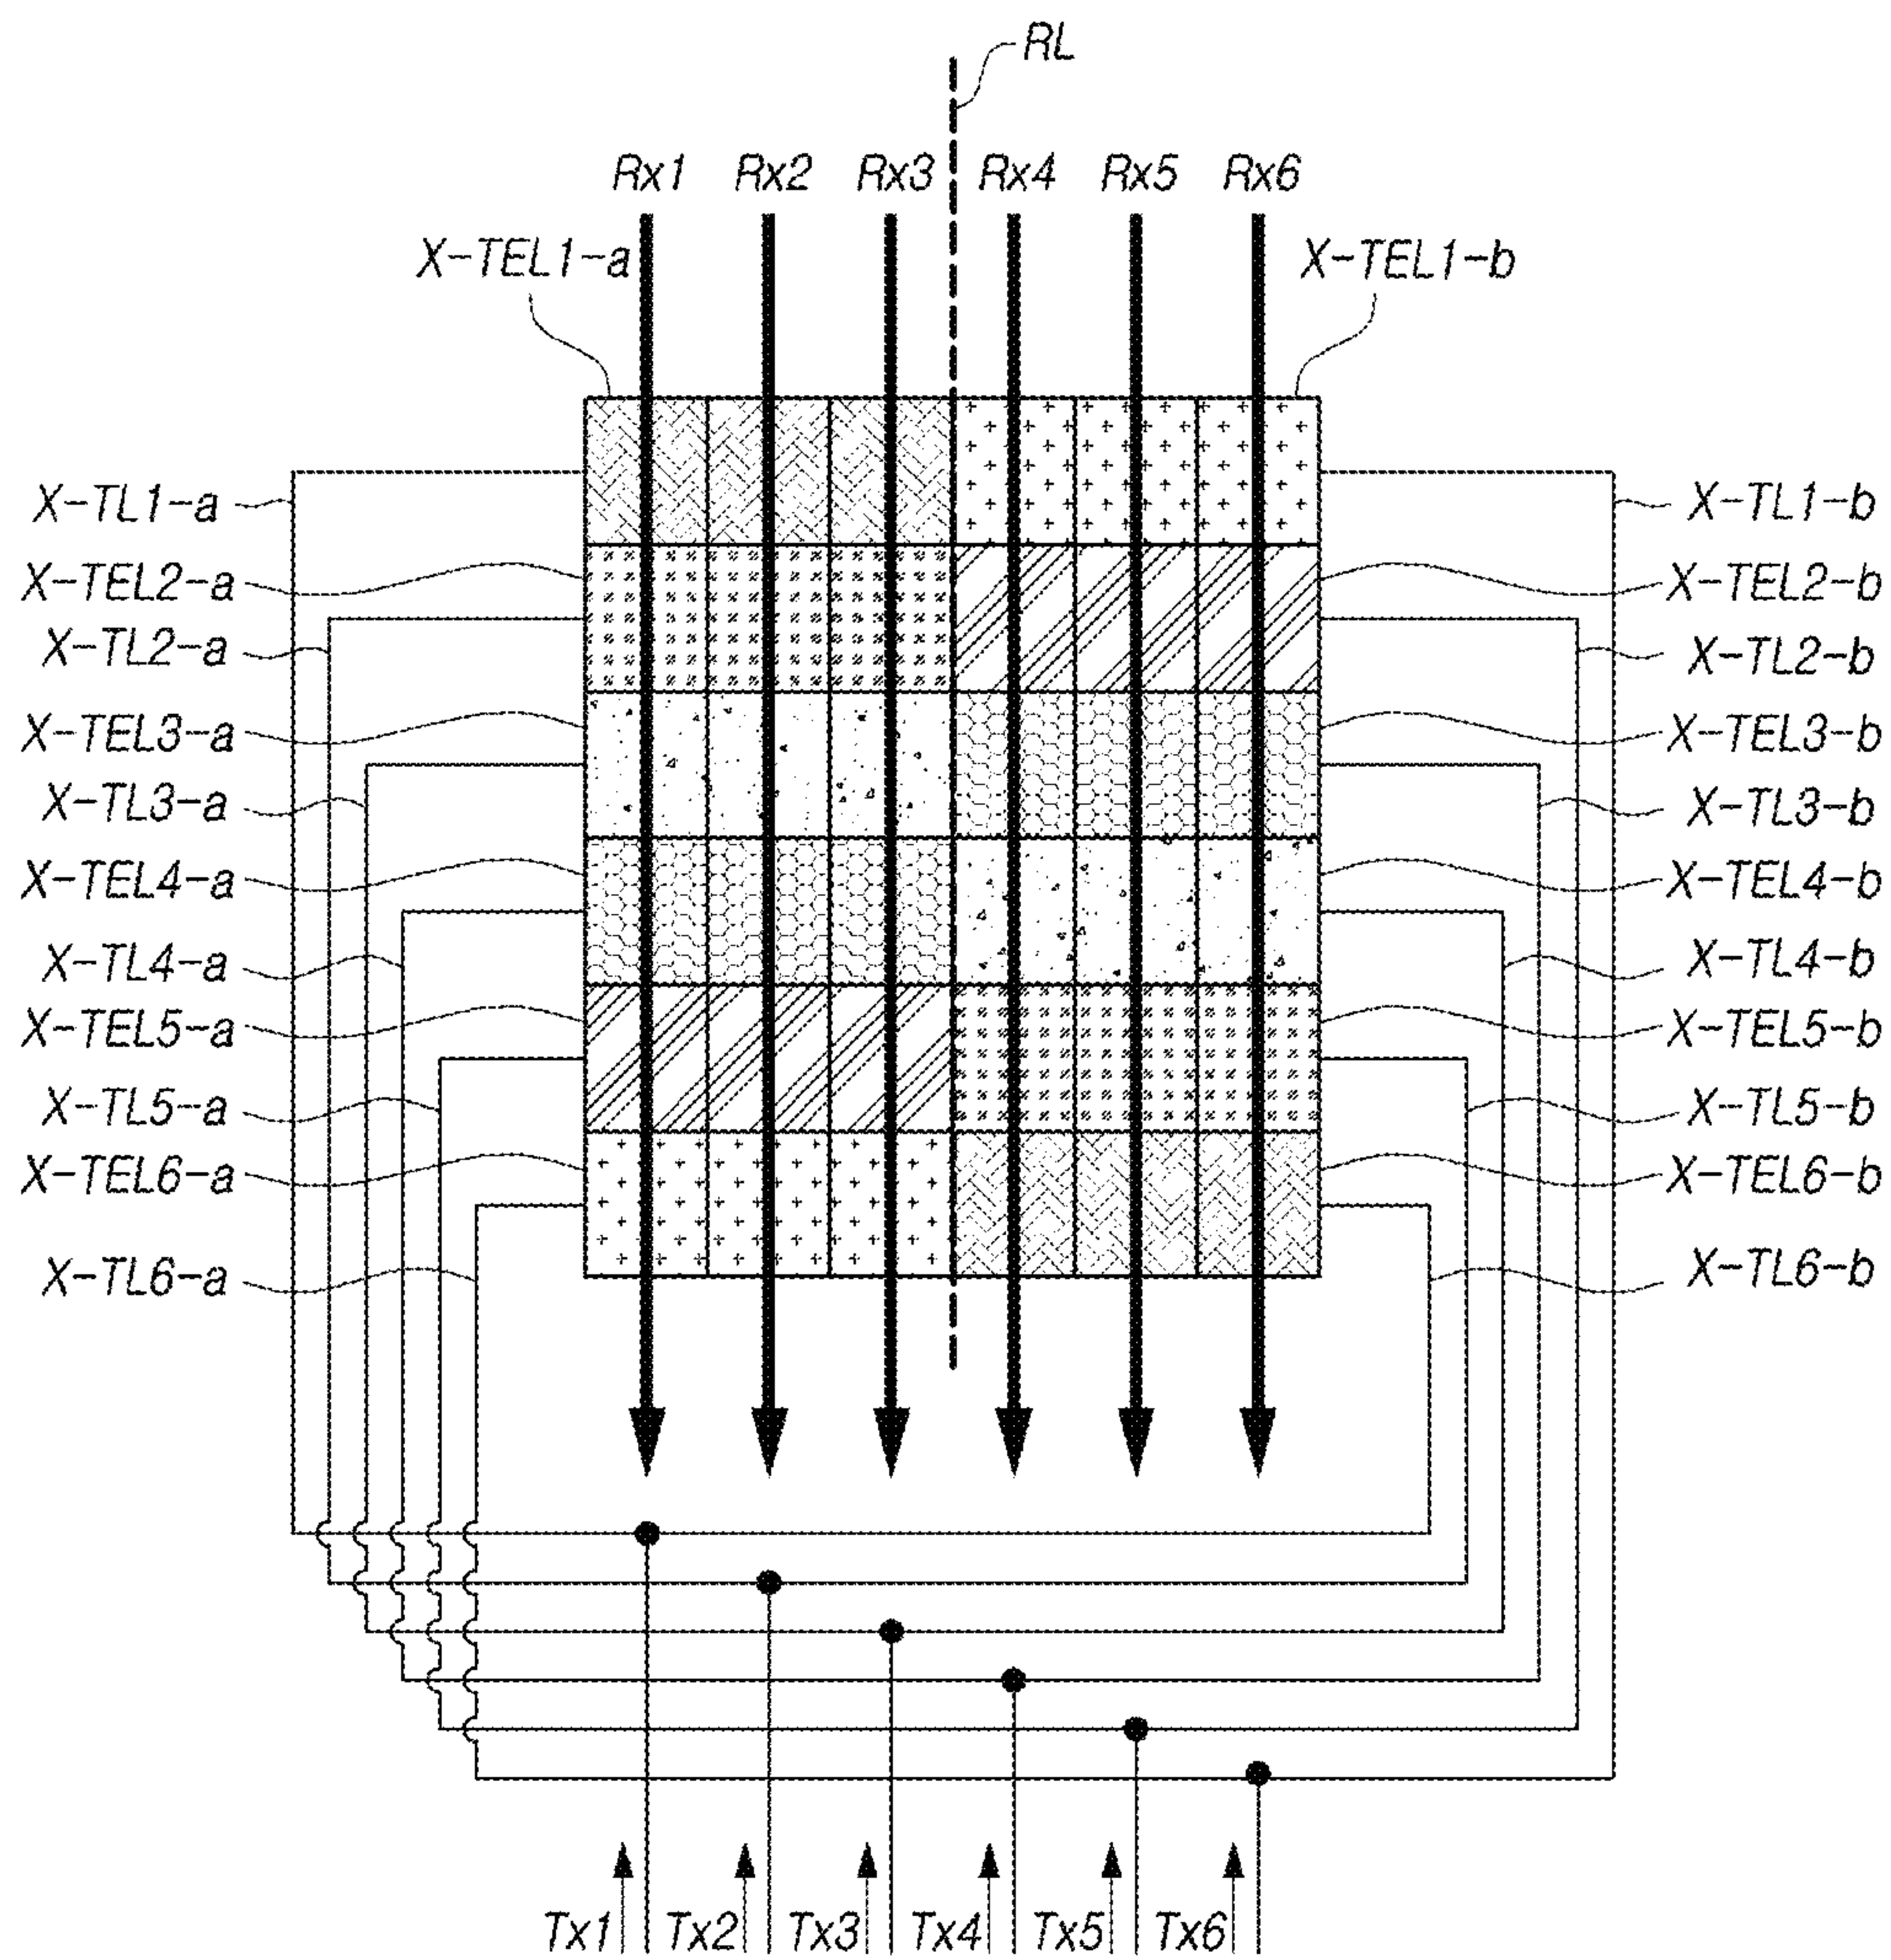 RL
Rx1 Rx2 Rx3 Rx4 Rx5 Rx6
X-TEL1-a X-TEL1-b
X-TL1-a X-TL1-b
X-TEL2-a X-TEL2-b
X-TL2-a X-TL2-b
X-TEL3-a X-TEL3-b
X-TL3-a X-TL3-b
X-TEL4-a X-TEL4-b
X-TL4-a X-TL4-b
X-TEL5-a X-TEL5-b
X-TL5-a X-TL5-b
X-TEL6-a X-TEL6-b
X-TL6-a X-TL6-b
Tx1 Tx2 Tx3 Tx4 Tx5 Tx6